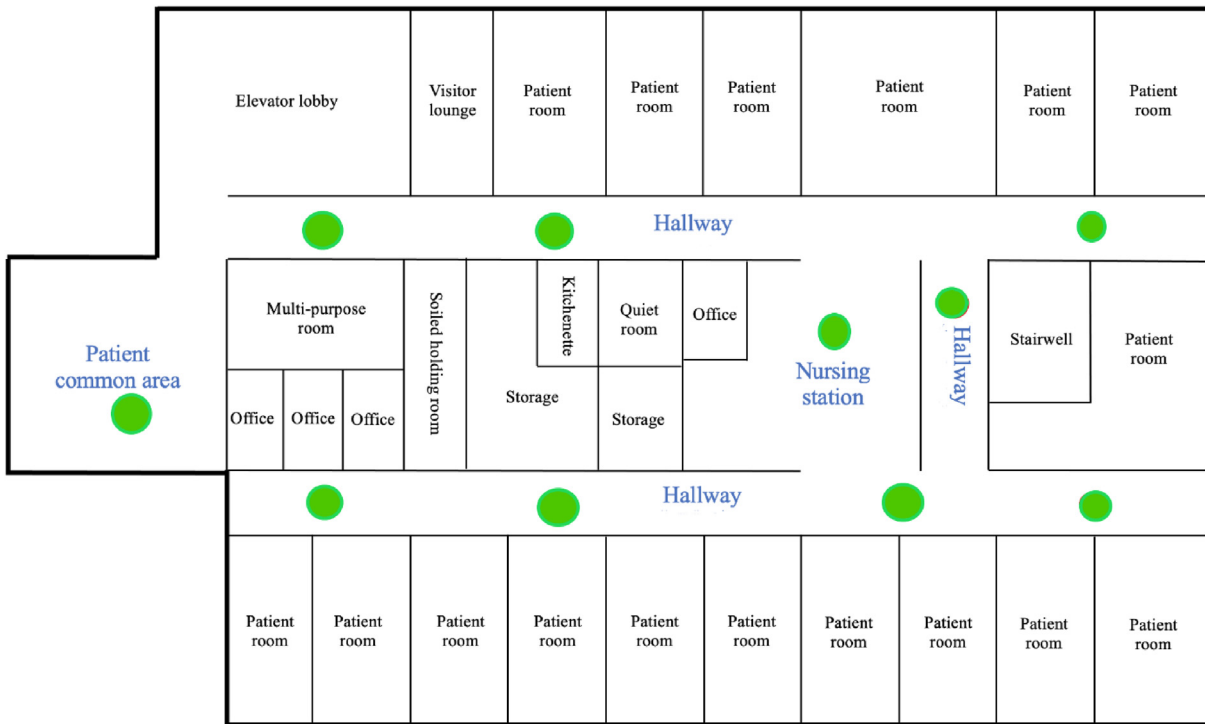 Elevator lobby
Visitor
lounge
Patient
room
Patient
room
Patient
room
Patient
room
Patient
room
Patient
room
Hallway
Multi-purpose
room
Soiled holding room
Kitchenette
Quiet
room
Office
Hallway
Stairwell
Patient
room
Patient
common area
Nursing
station
Office
Office
Office
Storage
Storage
Hallway
Patient
room
Patient
room
Patient
room
Patient
room
Patient
room
Patient
room
Patient
room
Patient
room
Patient
room
Patient
room